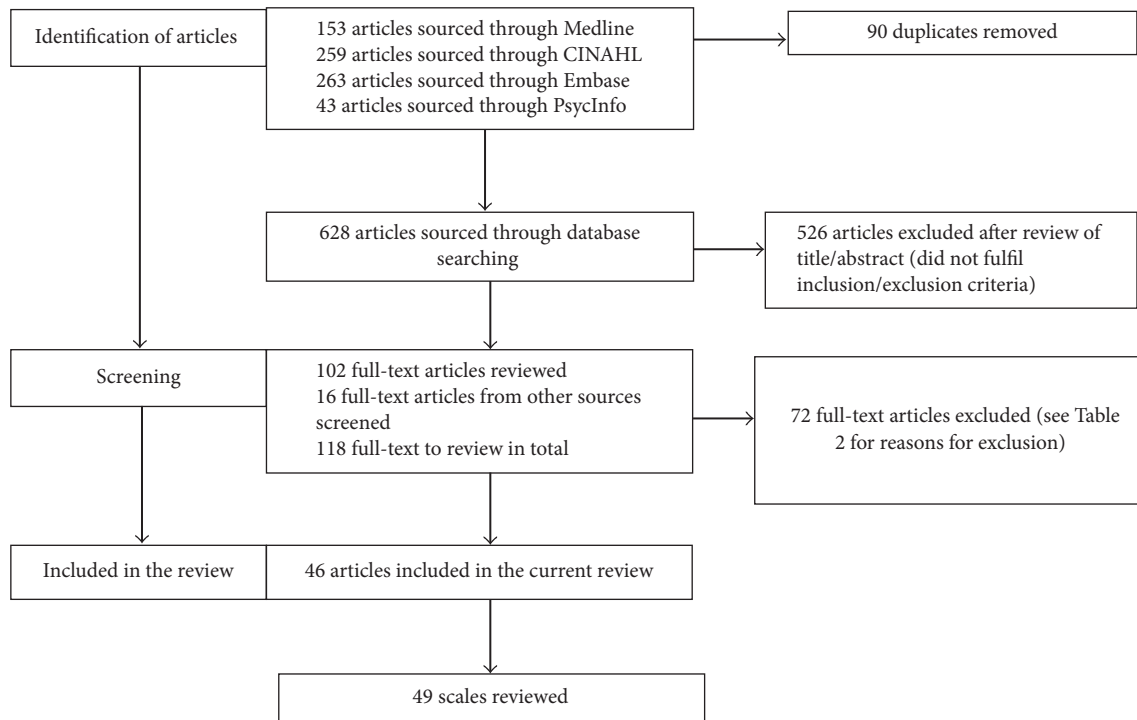 Identification of articles
153 articles sourced through Medline
259 articles sourced through CINAHL
263 articles sourced through Embase
43 articles sourced through PsycInfo
90 duplicates removed
628 articles sourced through database
searching
526 articles excluded after review of
title/abstract (did not fulfil
inclusion/exclusion criteria)
Screening
102 full-text articles reviewed
16 full-text articles from other sources
screened
118 full-text to review in total
72 full-text articles excluded (see Table
2 for reasons for exclusion)
Included in the review
46 articles included in the current review
49 scales reviewed